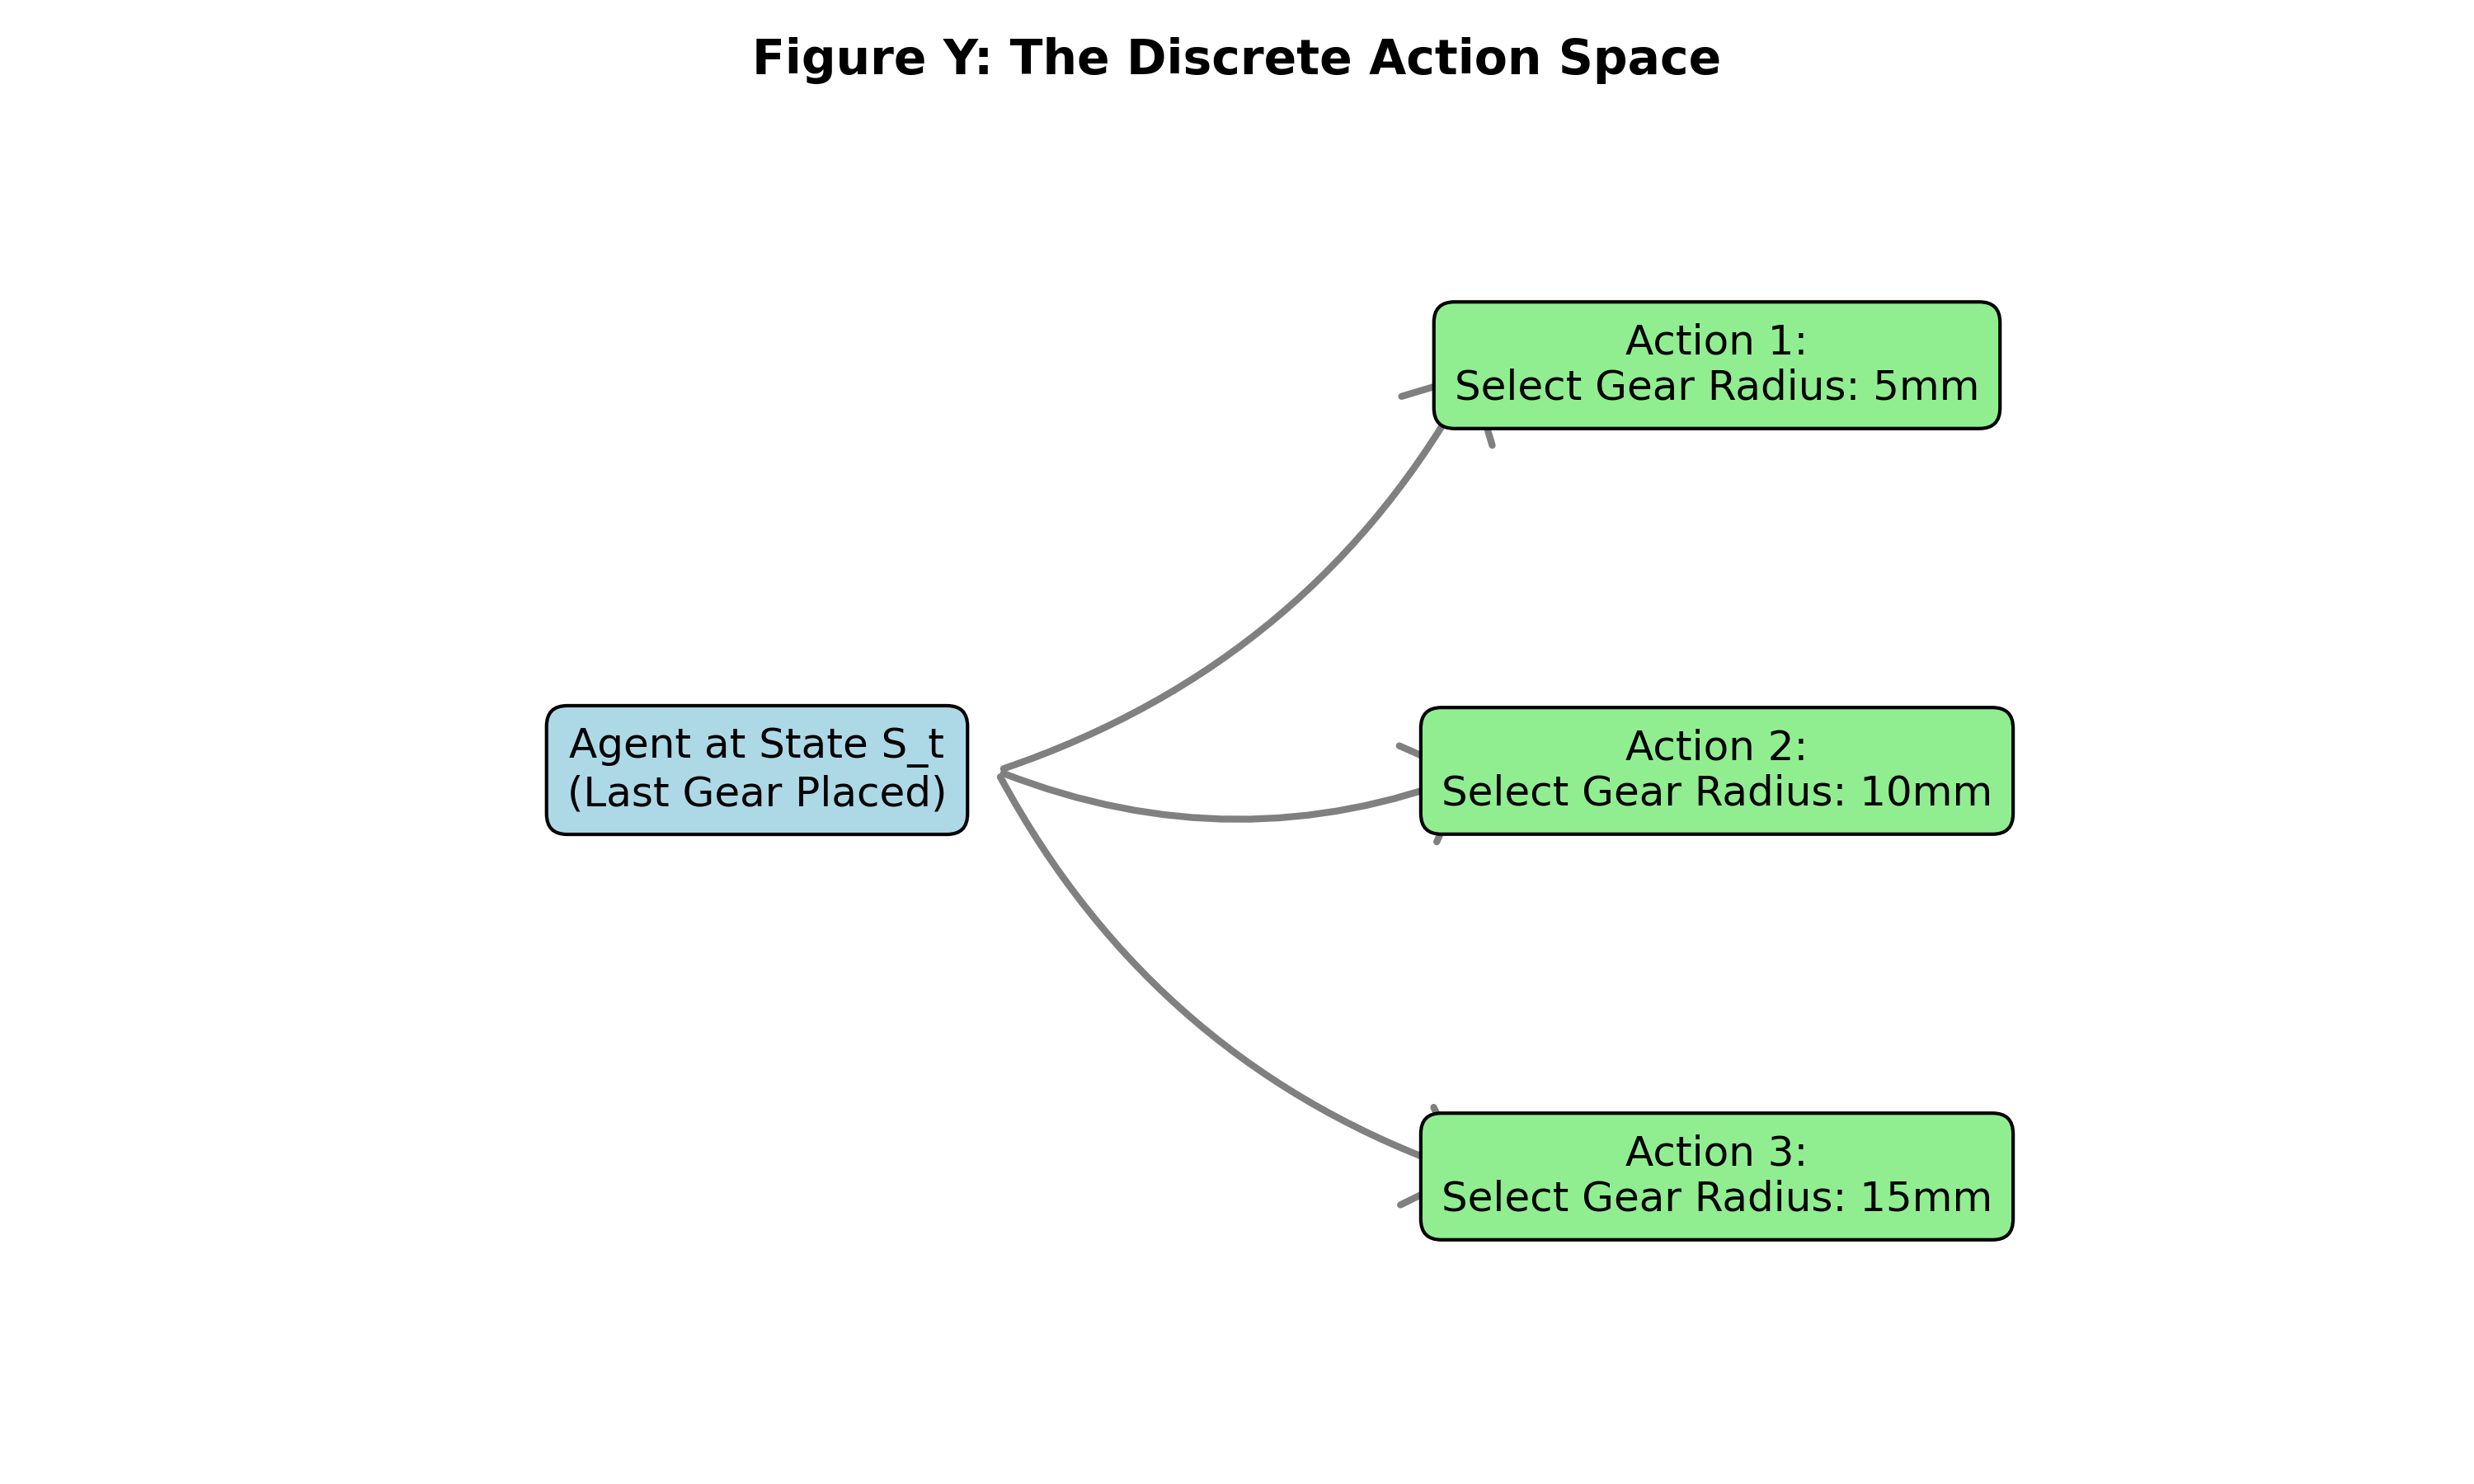 Figure Y: The Discrete Action Space
Action 1:
Select Gear Radius: 5mm
Agent at State S_t
(Last Gear Placed)
Action 2:
Select Gear Radius: 10mm
Action 3:
Select Gear Radius: 15mm